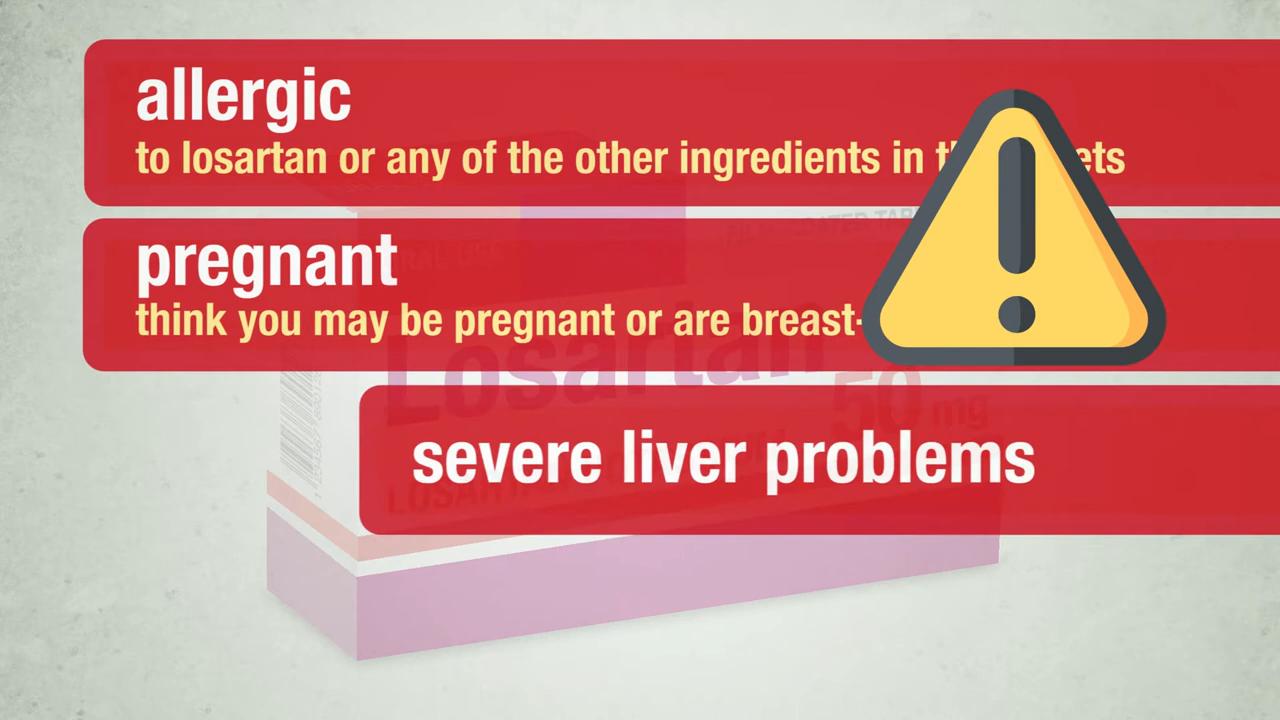 allergic
to losartan or any of the other ingredients in
pregnant
think you may be pregnant or are breast-
Losartan
50 mg
severe liver problems